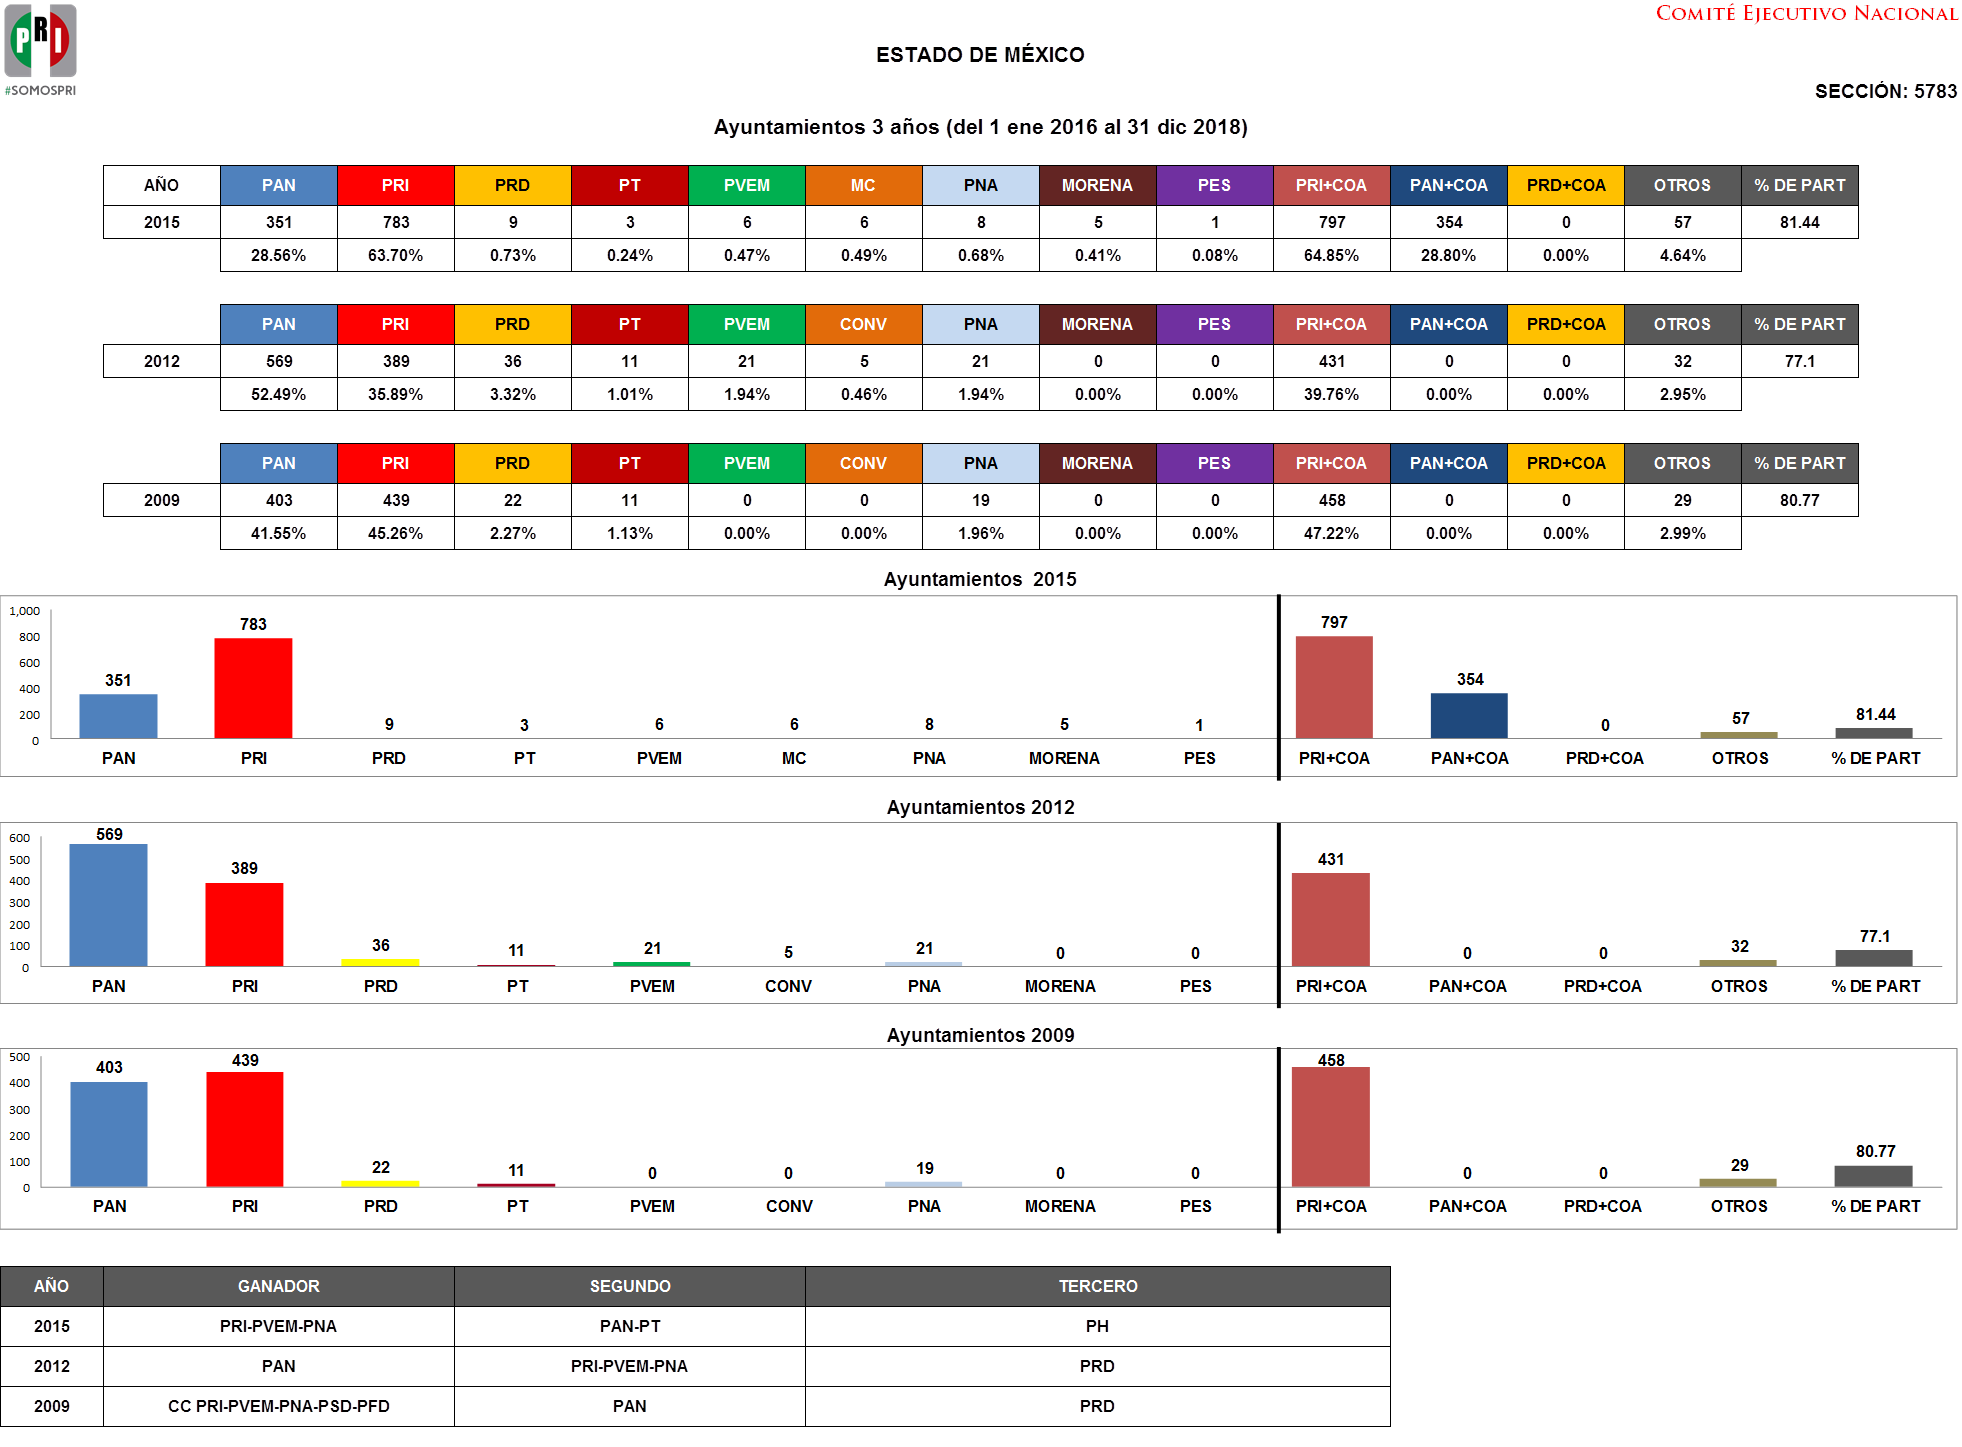 PRI
#SOMOSPRI
COMITÉ EJECUTIVO NACIONAL
ESTADO DE MÉXICO
SECCIÓN: 5783
Ayuntamientos 3 años (del 1 ene 2016 al 31 dic 2018)
AÑO PAN PRI PRD PT PVEM MC PNA MORENA PES PRI+COA PAN+COA PRD+COA OTROS % DE PART
2015 351 783 9 3 6 6 8 5 1 797 354 0 57 81.44
28.56% 63.70% 0.73% 0.24% 0.47% 0.49% 0.68% 0.41% 0.08% 64.85% 28.80% 0.00% 4.64%
PAN PRI PRD PT PVEM CONV PNA MORENA PES PRI+COA PAN+COA PRD+COA OTROS % DE PART
2012 569 389 36 11 21 5 21 0 0 431 0 0 32 77.1
52.49% 35.89% 3.32% 1.01% 1.94% 0.46% 1.94% 0.00% 0.00% 39.76% 0.00% 0.00% 2.95%
PAN PRI PRD PT PVEM CONV PNA MORENA PES PRI+COA PAN+COA PRD+COA OTROS % DE PART
2009 403 439 22 11 0 0 19 0 0 458 0 0 29 80.77
41.55% 45.26% 2.27% 1.13% 0.00% 0.00% 1.96% 0.00% 0.00% 47.22% 0.00% 0.00% 2.99%
Ayuntamientos 2015
1,000
800
600
400
200
0
351 783 9 3 6 6 8 5 1 797 354 0 57 81.44
PAN PRI PRD PT PVEM MC PNA MORENA PES PRI+COA PAN+COA PRD+COA OTROS % DE PART
Ayuntamientos 2012
600
500
400
300
200
100
0
569 389 36 11 21 5 21 0 0 431 0 0 32 77.1
PAN PRI PRD PT PVEM CONV PNA MORENA PES PRI+COA PAN+COA PRD+COA OTROS % DE PART
Ayuntamientos 2009
500
400
300
200
100
0
403 439 22 11 0 0 19 0 0 458 0 0 29 80.77
PAN PRI PRD PT PVEM CONV PNA MORENA PES PRI+COA PAN+COA PRD+COA OTROS % DE PART
AÑO GANADOR SEGUNDO TERCERO
2015 PRI-PVEM-PNA PAN-PT PH
2012 PAN PRI-PVEM-PNA PRD
2009 CC PRI-PVEM-PNA-PSD-PFD PAN PRD